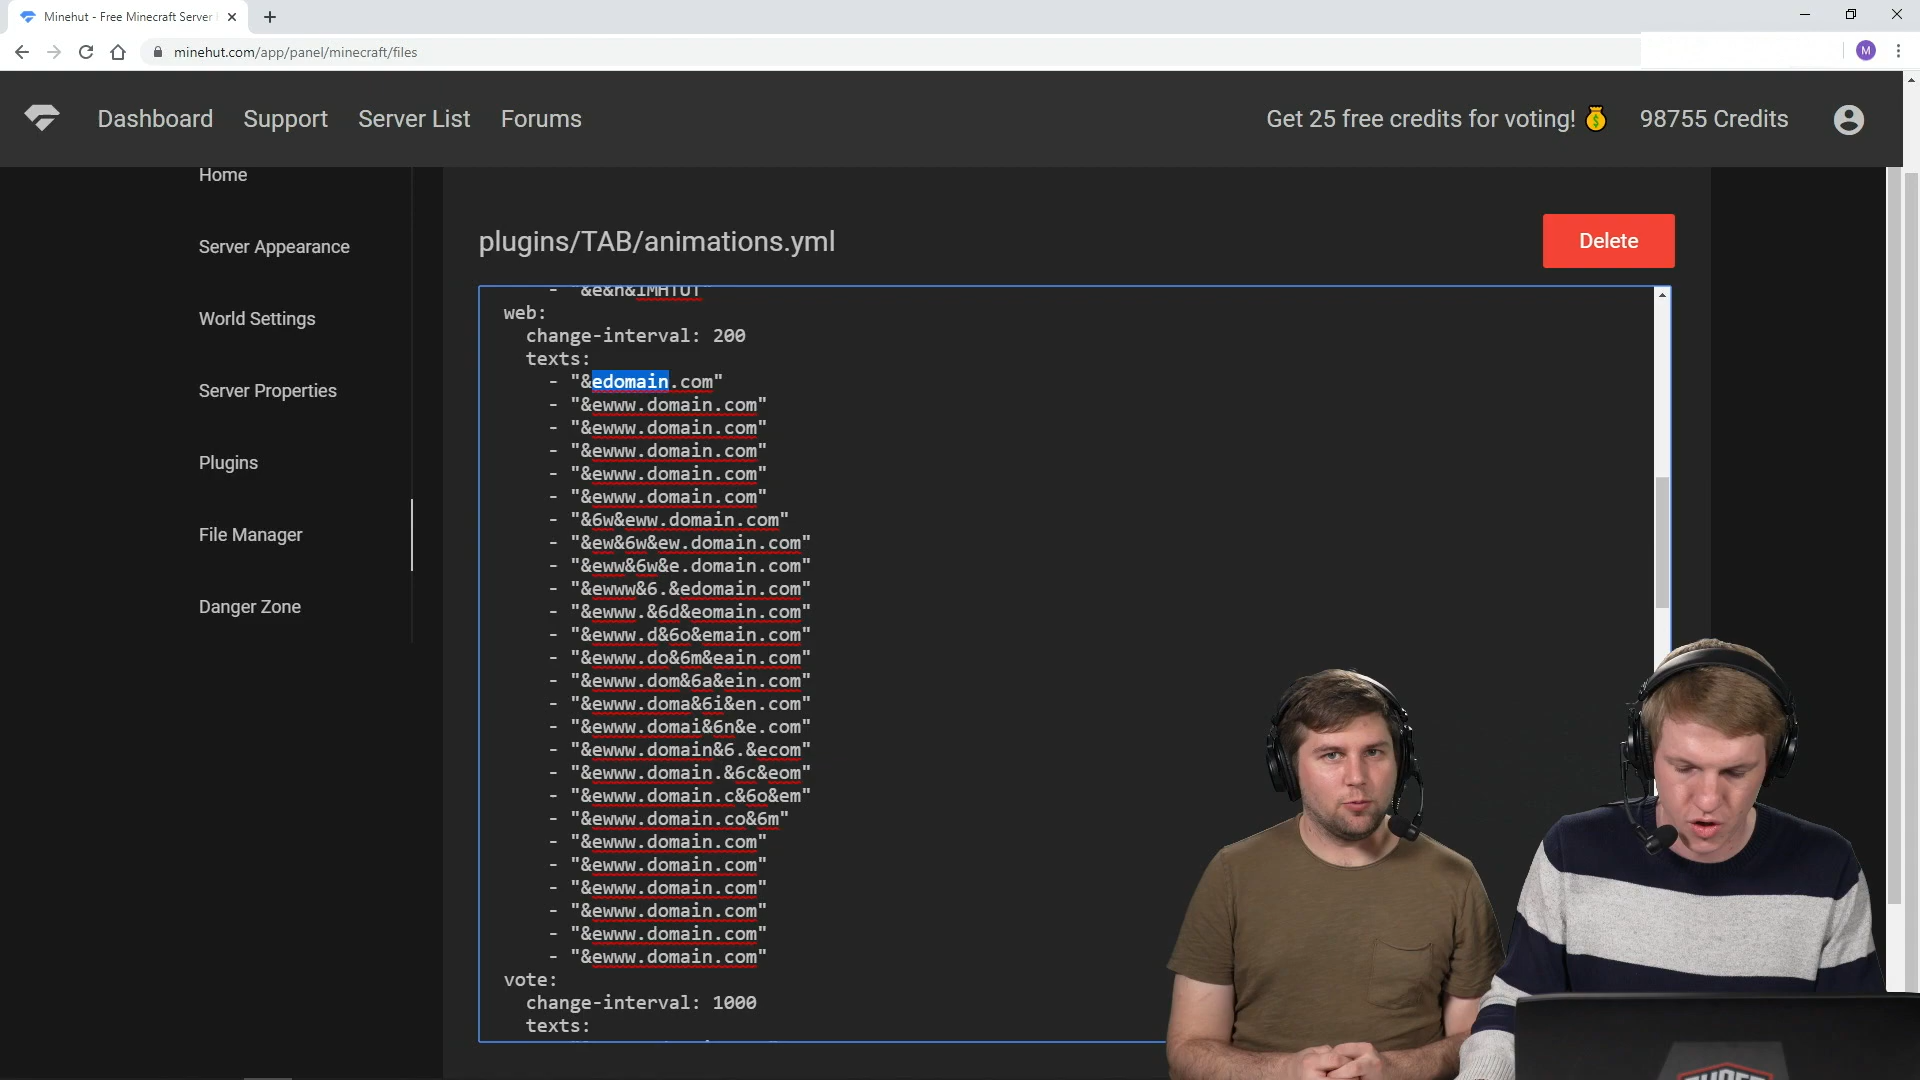 Minehut - Free Minecraft Server
minehut.com/app/panel/minecraft/files
M
Dashboard
Support
Server List
Forums
Get 25 free credits for voting!
98755 Credits
Home
Server Appearance
World Settings
Server Properties
Plugins
File Manager
Danger Zone
plugins/TAB/animations.yml
Delete
- "&e&n&lMHTUT"
web:
change-interval: 200
texts:
- "&edomain.com"
- "&ewww.domain.com"
- "&ewww.domain.com"
- "&ewww.domain.com"
- "&ewww.domain.com"
- "&ewww.domain.com"
- "&6w&eww.domain.com"
- "&ew&6w&ew.domain.com"
- "&eww&6w&e.domain.com"
- "&ewww&6.&edomain.com"
- "&ewww.&6d&eomain.com"
- "&ewww.d&6o&emain.com"
- "&ewww.do&6m&eain.com"
- "&ewww.dom&6a&ein.com"
- "&ewww.doma&6i&en.com"
- "&ewww.domai&6n&e.com"
- "&ewww.domain&6.&ecom"
- "&ewww.domain.&6c&eom"
- "&ewww.domain.c&6o&em"
- "&ewww.domain.co&6m"
- "&ewww.domain.com"
- "&ewww.domain.com"
- "&ewww.domain.com"
- "&ewww.domain.com"
- "&ewww.domain.com"
- "&ewww.domain.com"
vote:
change-interval: 1000
texts: